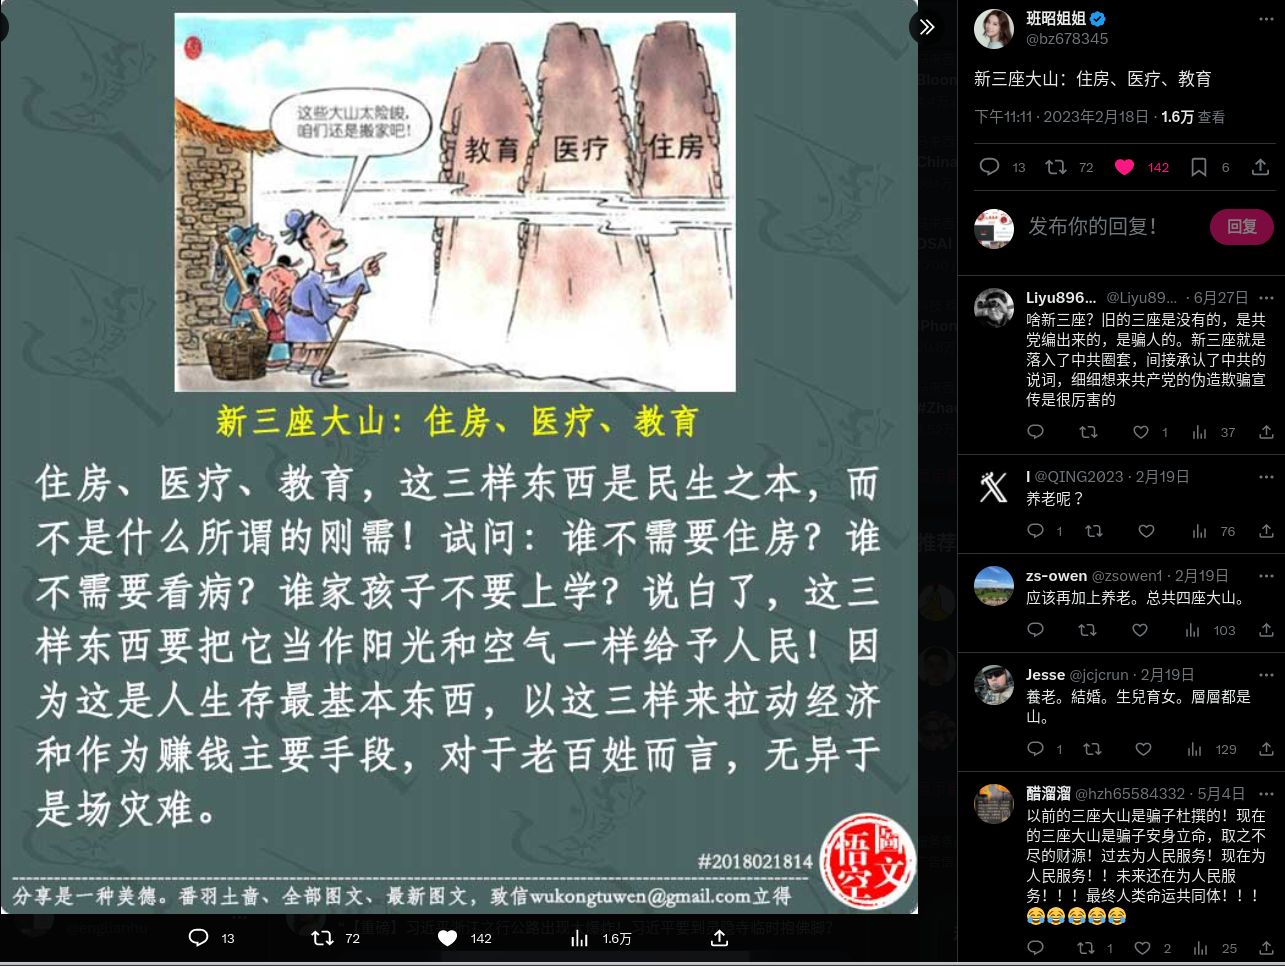 这些大山太险峻,
咱们还是搬家吧!
教育
医疗
住房
新三座大山：住房、医疗、教育
住房、医疗、教育，这三样东西是民生之本，而
不是什么所谓的刚需！试问：谁不需要住房？谁
不需要看病？谁家孩子不要上学？说白了，这三
样东西要把它当作阳光和空气一样给予人民！因
为这是人生存最基本东西，以这三样来拉动经济
和作为赚钱主要手段，对于老百姓而言，无异于
是场灾难。
#2018021814
悟空
圖文
分享是一种美德。番羽土啬、全部图文、最新图文，致信wukongtuwen@gmail.com立得
13
72
142
1.6万
班昭姐姐
@bz678345
新三座大山：住房、医疗、教育
下午11:11 · 2023年2月18日 · 1.6万 查看
13
72
142
6
发布你的回复！
回复
Liyu896... @Liyu89... · 6月27日
啥新三座？旧的三座是没有的，是共
党编出来的，是骗人的。新三座就是
落入了中共圈套，间接承认了中共的
说词，细细想来共产党的伪造欺骗宣
传是很厉害的
1
37
I @QING2023 · 2月19日
养老呢？
1
76
zs-owen @zsowen1 · 2月19日
应该再加上养老。总共四座大山。
103
Jesse @jcjcrun · 2月19日
養老。結婚。生兒育女。層層都是
山。
1
129
醋溜溜 @hzh65584332 · 5月4日
以前的三座大山是骗子杜撰的！现在
的三座大山是骗子安身立命，取之不
尽的财源！过去为人民服务！现在为
人民服务！！未来还在为人民服
务！！！最终人类命运共同体！！！
😂😂😂😂😂
1
2
25